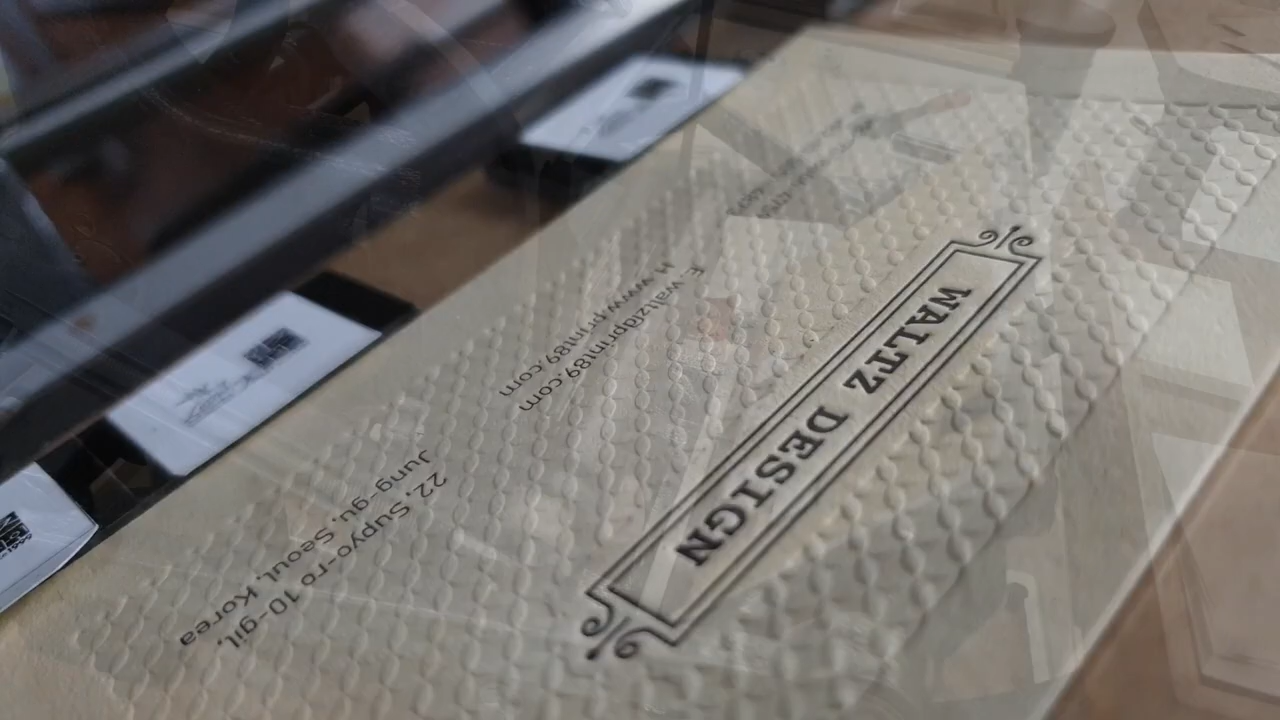 WALTZ DESIGN
E. waltz@print89.com
H. www.print89.com
22, Supyo-ro 10-gil,
Jung-gu, Seoul, Korea